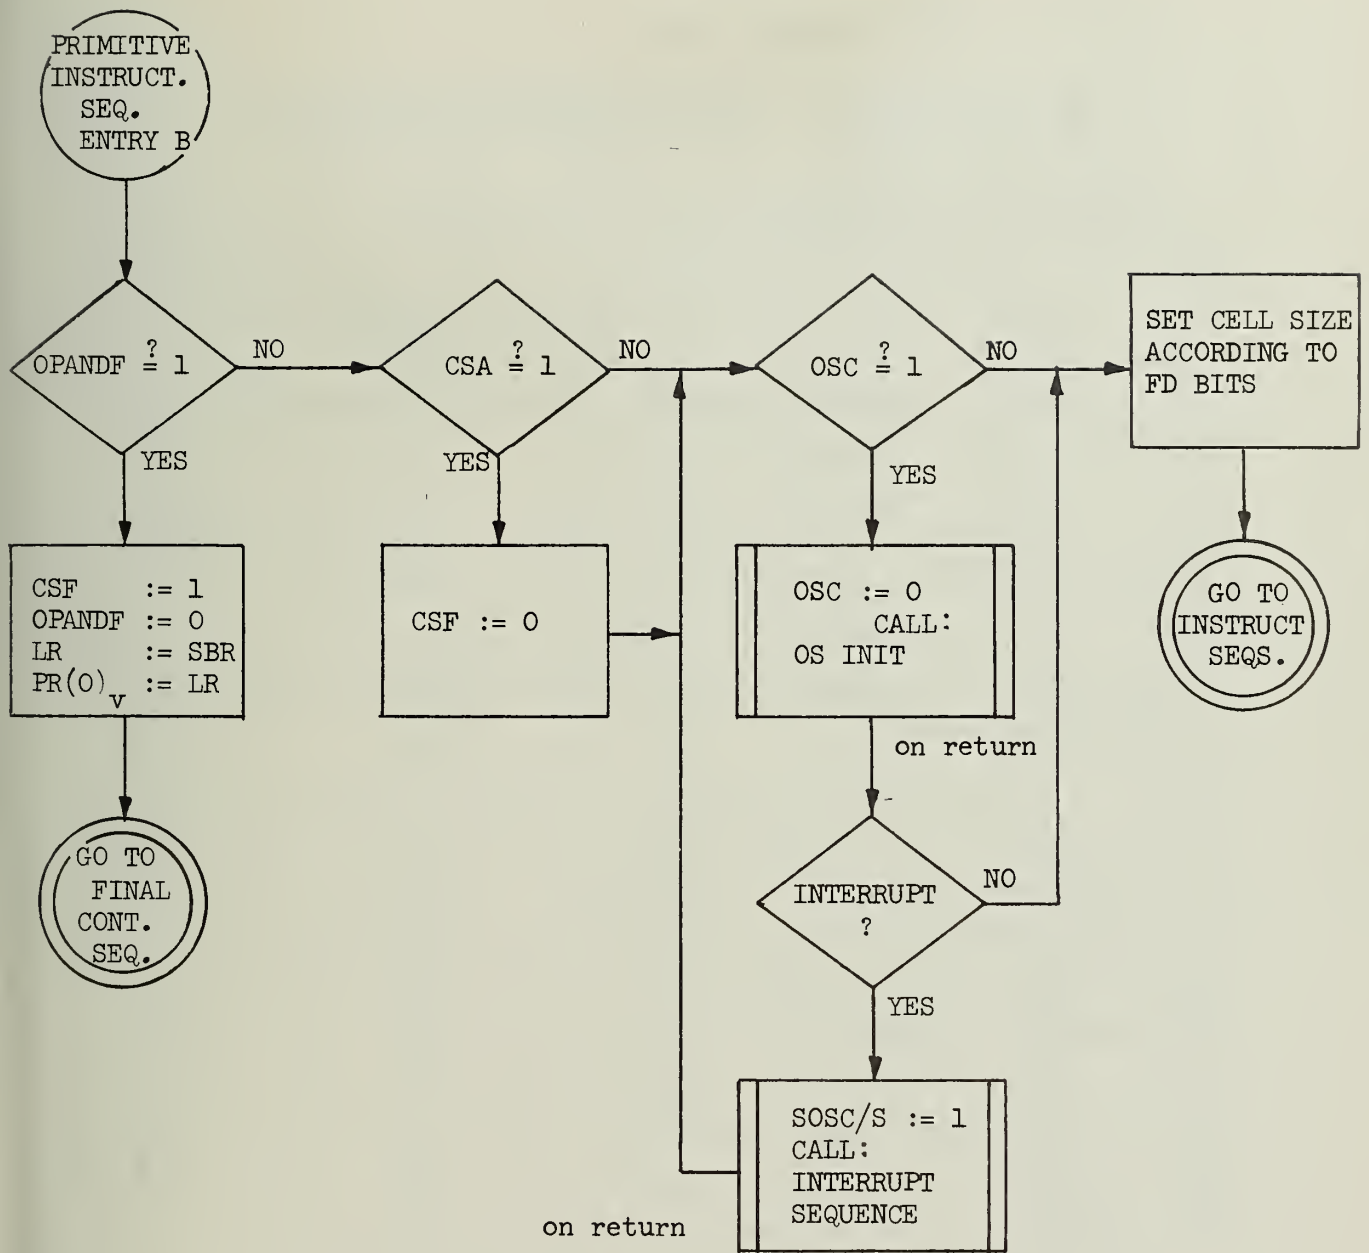 PRIMITIVE
INSTRUCT.
SEQ.
ENTRY B
OPANDF ?= 1
NO
YES
CSA ?= 1
NO
YES
OSC ?= 1
NO
YES
SET CELL SIZE
ACCORDING TO
FD BITS
CSF := 1
OPANDF := 0
LR := SBR
PR(0)v := LR
CSF := 0
OSC := 0
CALL:
OS INIT
GO TO
INSTRUCT
SEQS.
on return
GO TO
FINAL
CONT.
SEQ.
INTERRUPT
?
NO
YES
SOSC/S := 1
CALL:
INTERRUPT
SEQUENCE
on return